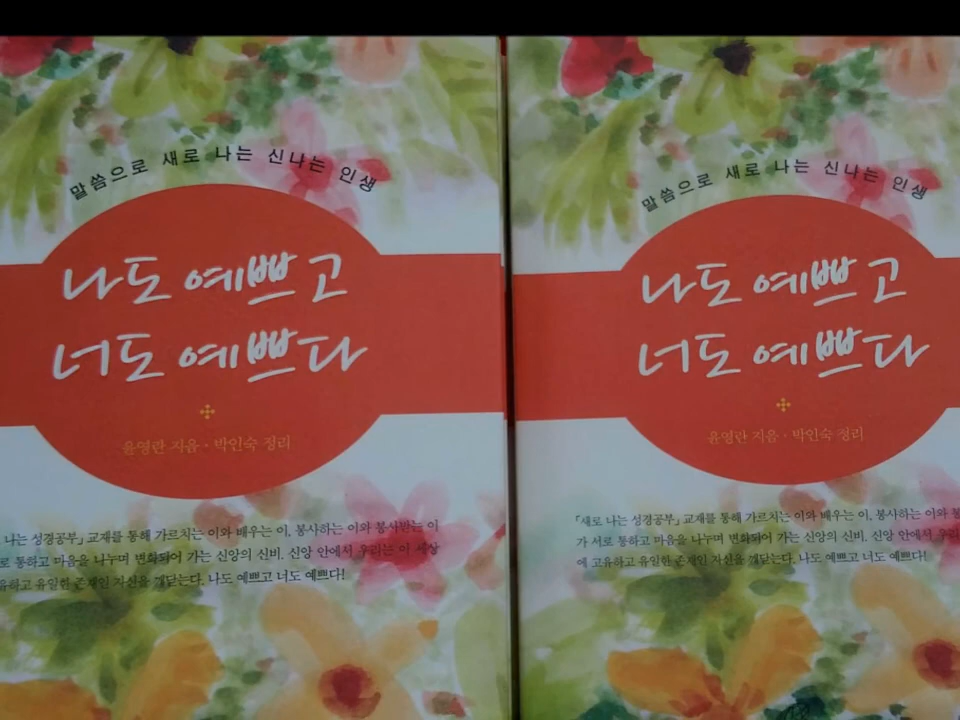 말씀으로 새로 나는 신나는 인생
나도 예쁘고
너도 예쁘다
윤영란 지음 · 박인숙 정리
나는 성경공부」 교재를 통해 가르치는 이와 배우는 이, 봉사하는 이와 봉사받는 이
로 통하고 마음을 나누며 변화되어 가는 신앙의 신비. 신앙 안에서 우리는 이 세상
유하고 유일한 존재인 자신을 깨닫는다. 나도 예쁘고 너도 예쁘다!
말씀으로 새로 나는 신나는 인생
나도 예쁘고
너도 예쁘다
윤영란 지음 · 박인숙 정리
「새로 나는 성경공부」 교재를 통해 가르치는 이와 배우는 이, 봉사하는 이와
가 서로 통하고 마음을 나누며 변화되어 가는 신앙의 신비. 신앙 안에서 우리
에 고유하고 유일한 존재인 자신을 깨닫는다. 나도 예쁘고 너도 예쁘다!